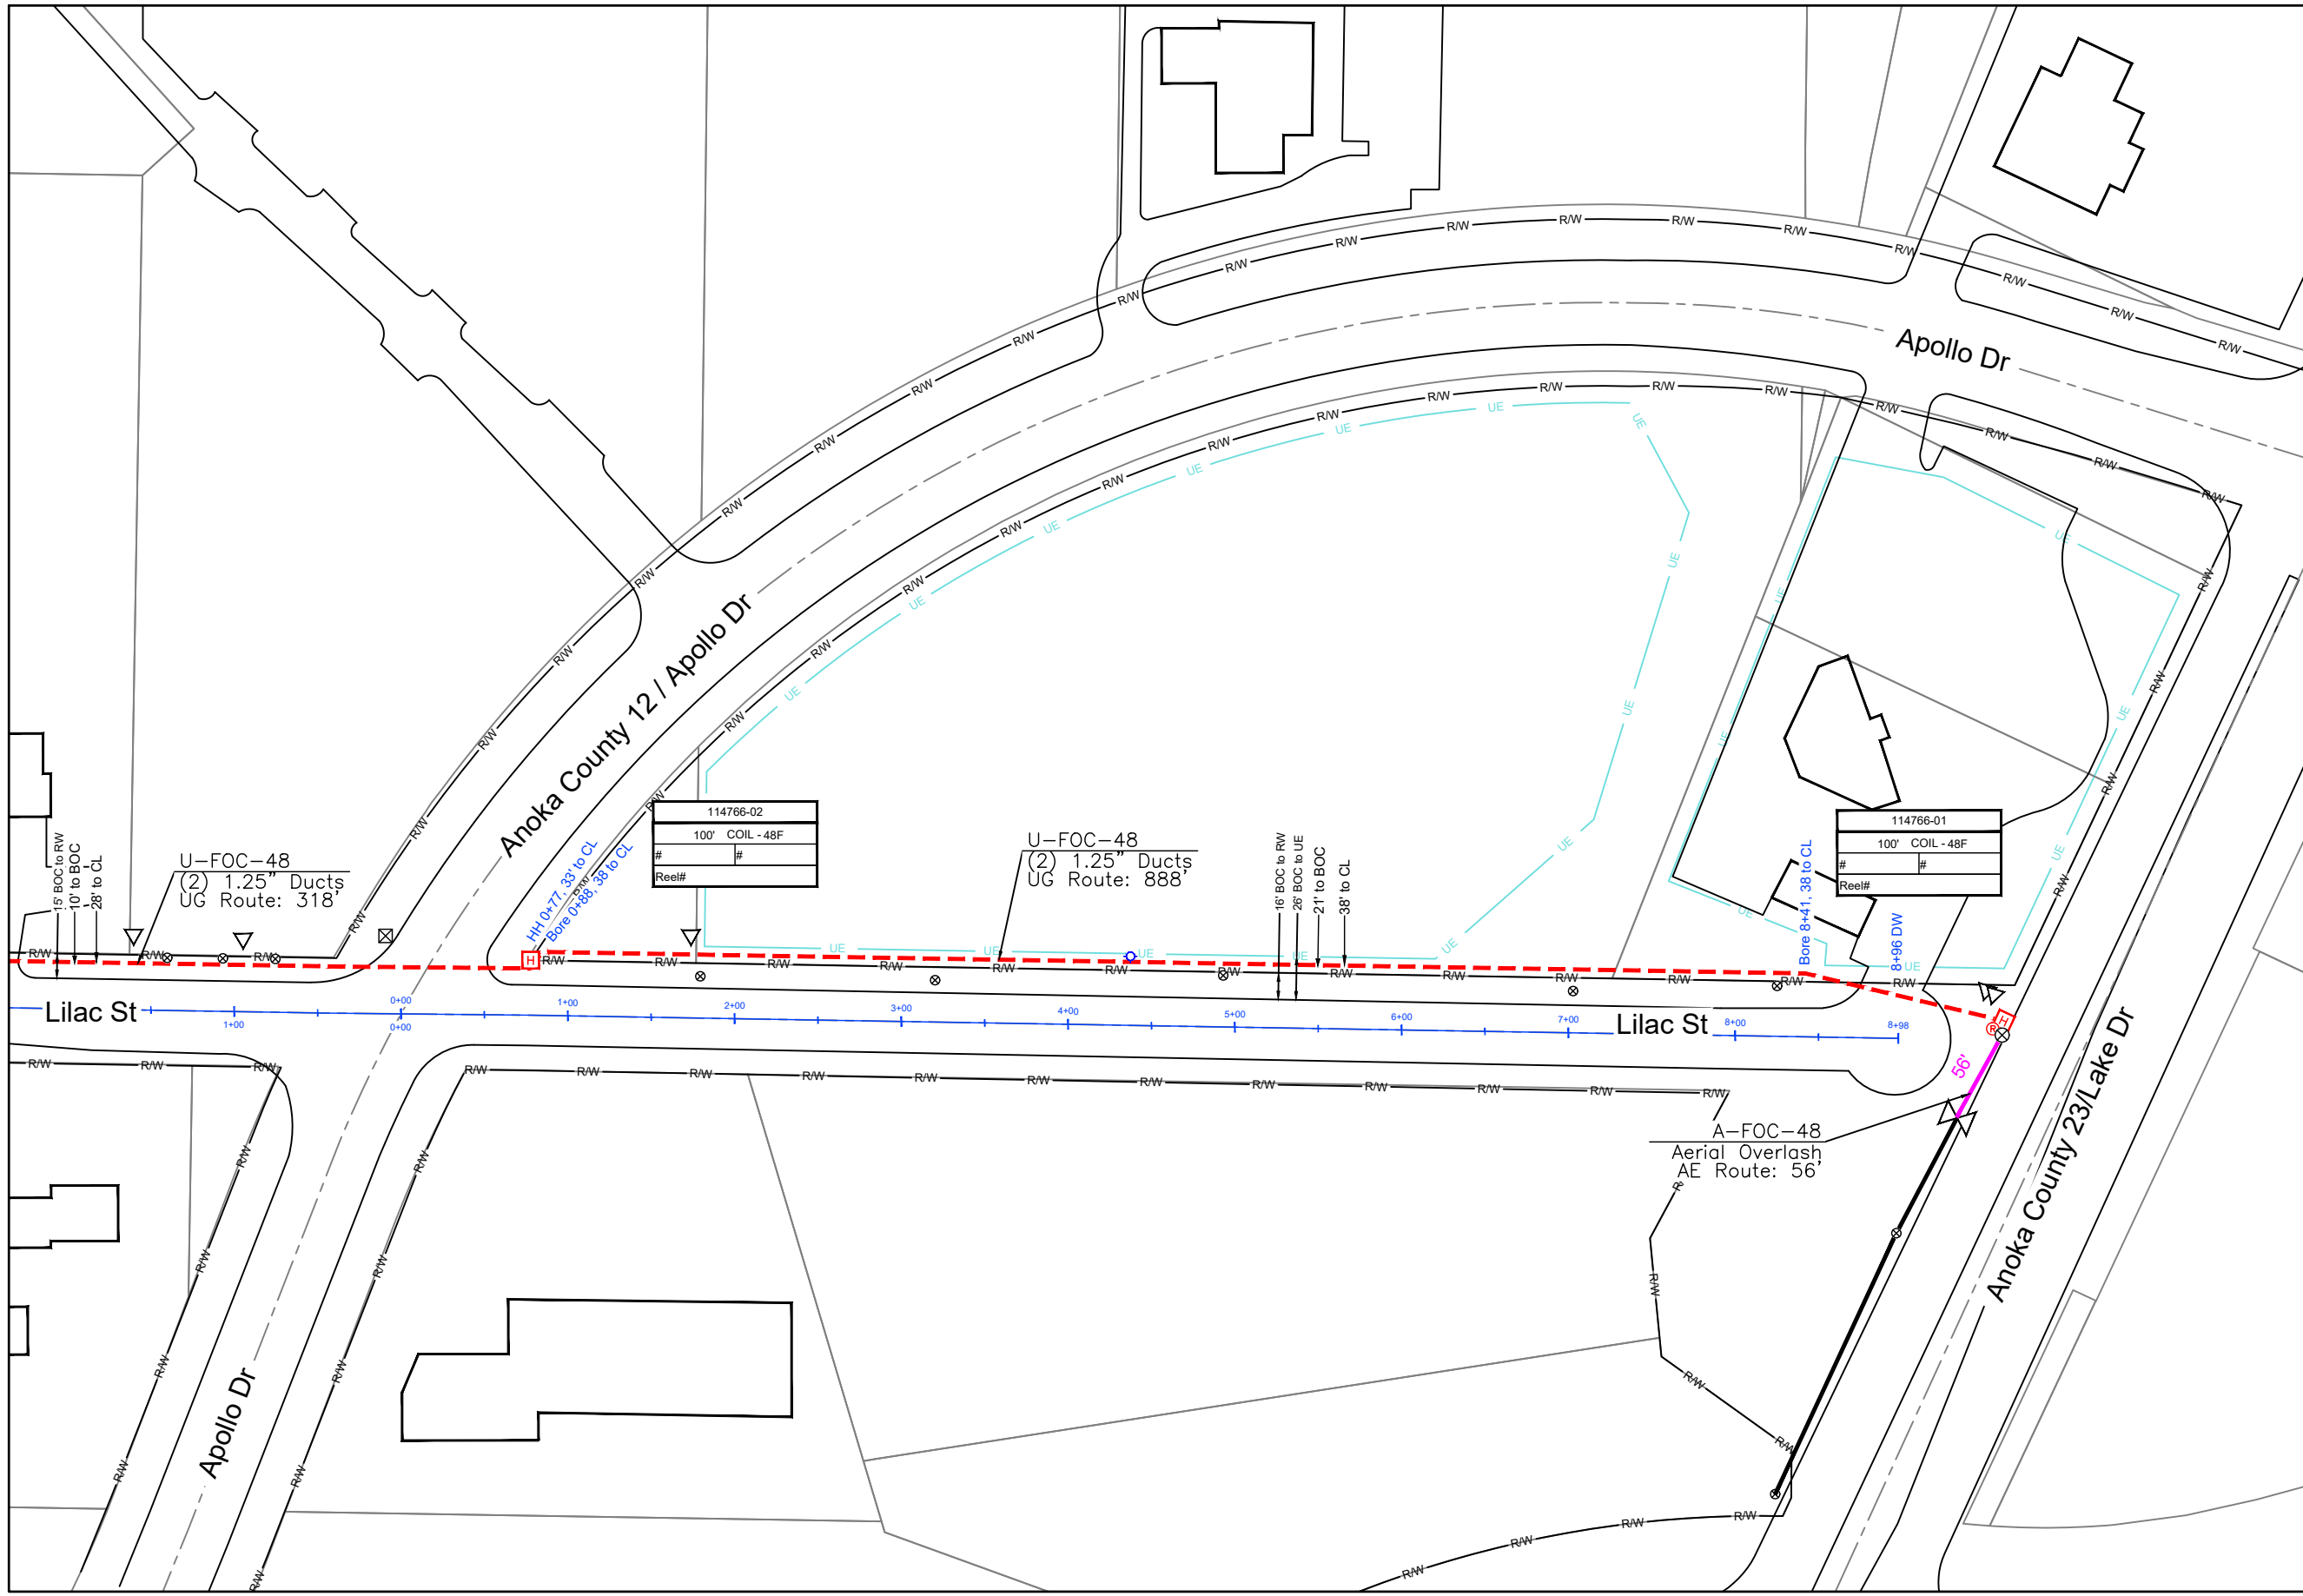 Apollo Dr
Anoka County 12 / Apollo Dr
114766-02
100' COIL - 48F
#
#
Reel#
HH 0+77, 33' to CL
Bore 0+88, 38 to CL
U-FOC-48
(2) 1.25" Ducts
UG Route: 888'
16' BOC to RW
26' BOC to UE
21' to BOC
38' to CL
114766-01
100' COIL - 48F
#
#
Reel#
Bore 8+41, 38 to CL
8+96 DW
15' BOC to RW
10' to BOC
28' to CL
U-FOC-48
(2) 1.25" Ducts
UG Route: 318'
H
H
R
Lilac St
1+00
0+00
0+00
1+00
2+00
3+00
4+00
5+00
6+00
7+00
Lilac St
8+00
8+98
56'
A-FOC-48
Aerial Overlash
AE Route: 56'
Anoka County 23/Lake Dr
Apollo Dr
R/W
UE